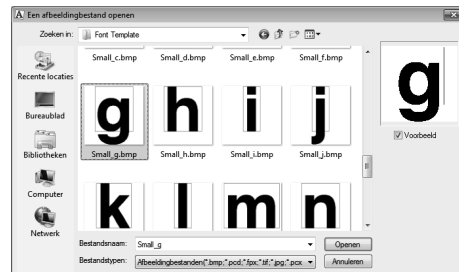 A Een afbeeldingbestand openen
Zoeken in: Font Template
Small_c.bmp Small_d.bmp Small_e.bmp Small_f.bmp
Recente locaties
Bureaublad
g h i j
g
Voorbeeld
Small_g.bmp Small_h.bmp Small_i.bmp Small_j.bmp
Bibliotheken
Computer
k l m n
Netwerk
Bestandsnaam: Small_g Openen
Bestandstypen: Afbeeldingbestanden(*.bmp;*.pcd;*.fpx;*.tif;*.jpg;*.pcx Annuleren